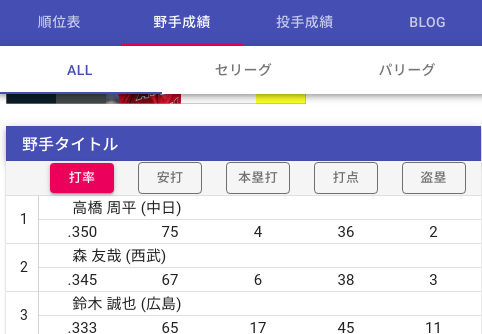 順位表 野手成績 投手成績 BLOG
ALL セリーグ パリーグ
野手タイトル
打率 安打 本塁打 打点 盗塁
1 高橋 周平 (中日)
.350 75 4 36 2
2 森 友哉 (西武)
.345 67 6 38 3
3 鈴木 誠也 (広島)
.333 65 17 45 11